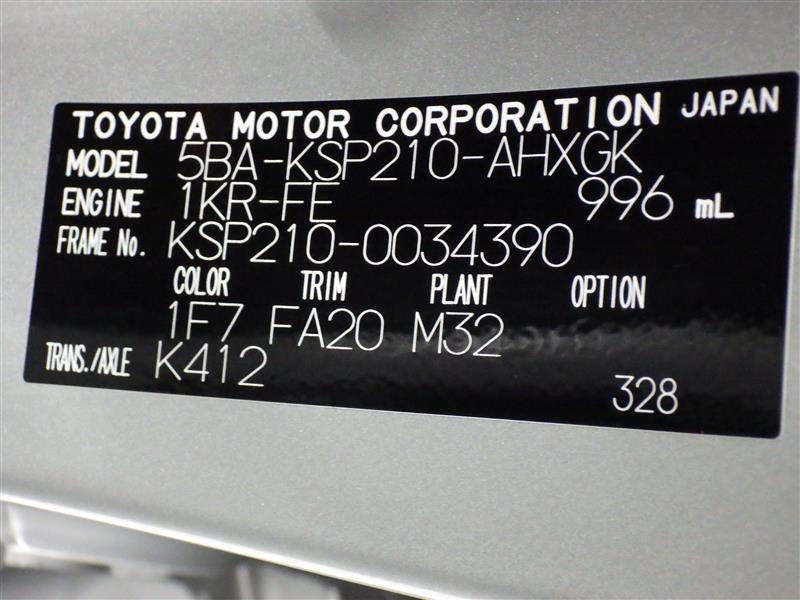 TOYOTA MOTOR CORPORATION JAPAN
MODEL 5BA-KSP210-AHXGK
ENGINE 1KR-FE 996 mL
FRAME No. KSP210-0034390
COLOR TRIM PLANT OPTION
1F7 FA20 M32
TRANS./AXLE K412
328